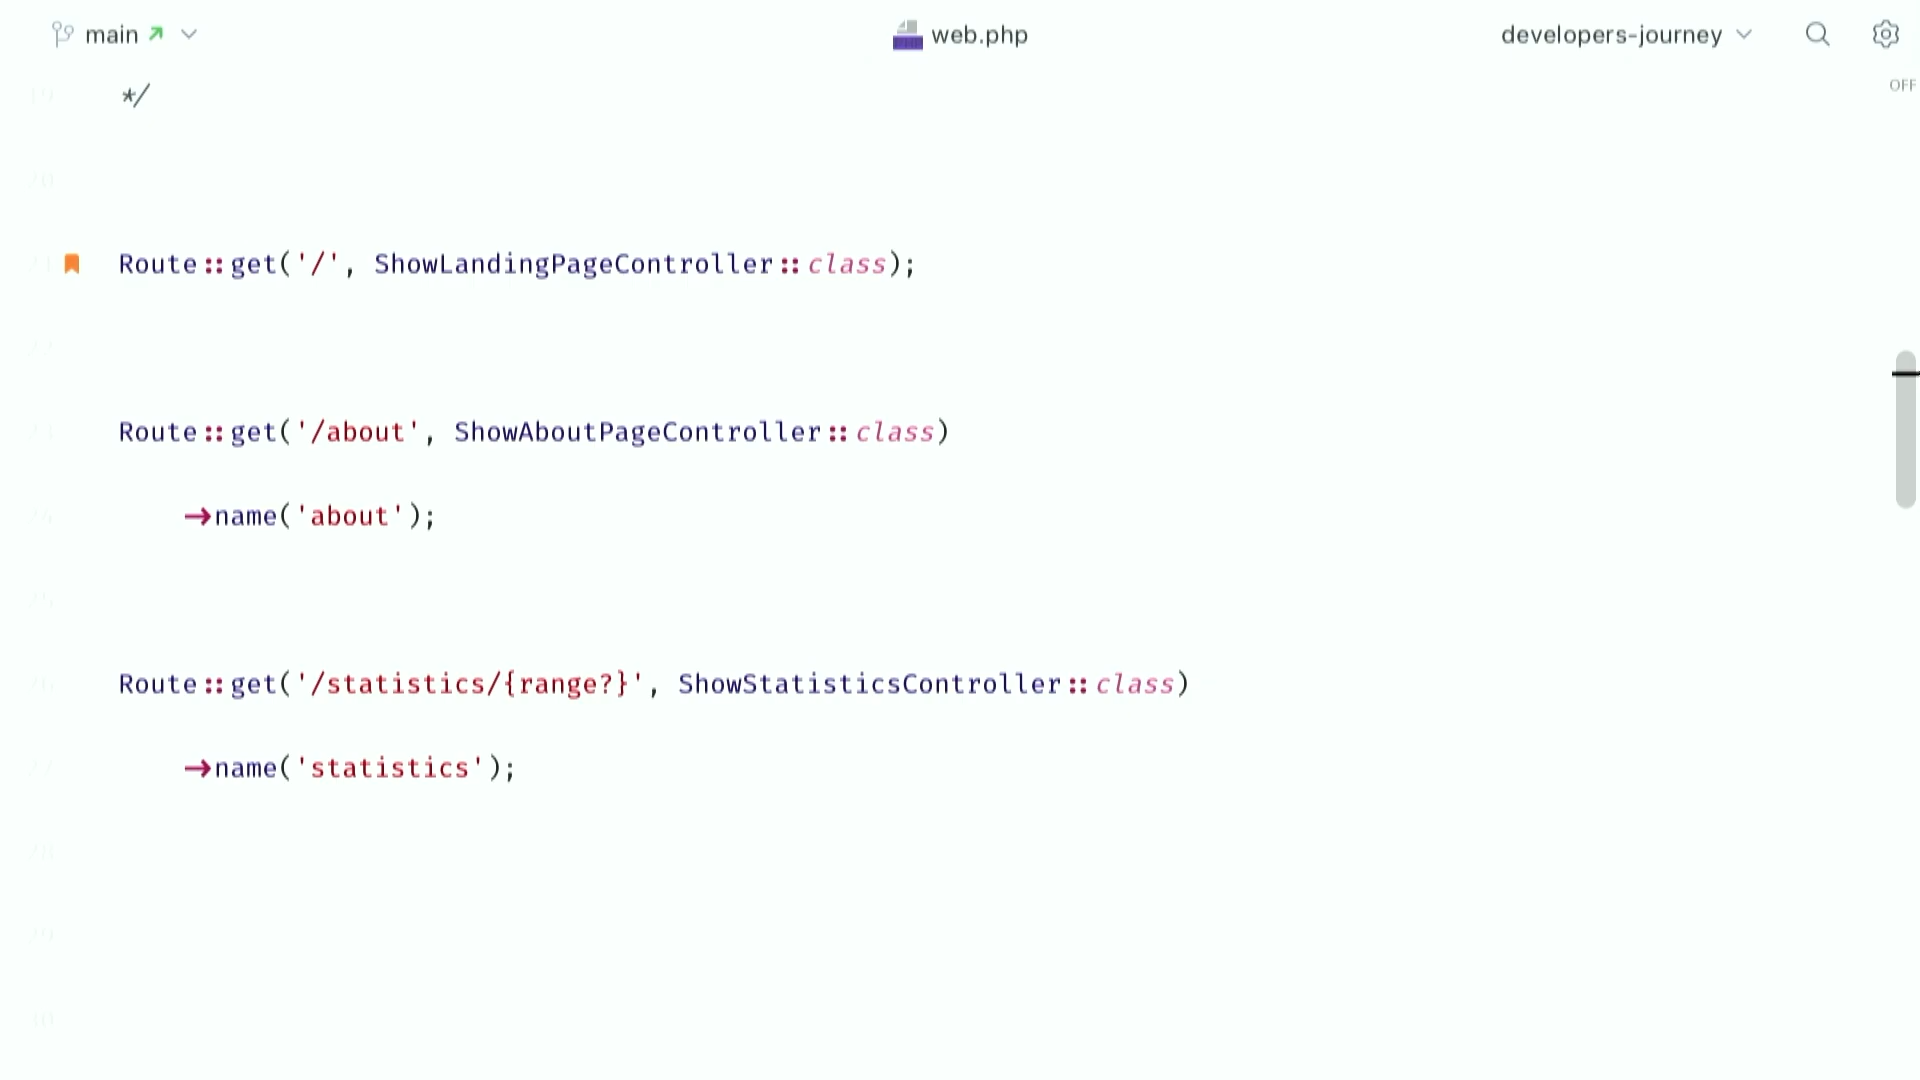 main
web.php
developers-journey
OFF
*/
Route::get('/', ShowLandingPageController::class);
Route::get('/about', ShowAboutPageController::class)
->name('about');
Route::get('/statistics/{range?}', ShowStatisticsController::class)
->name('statistics');